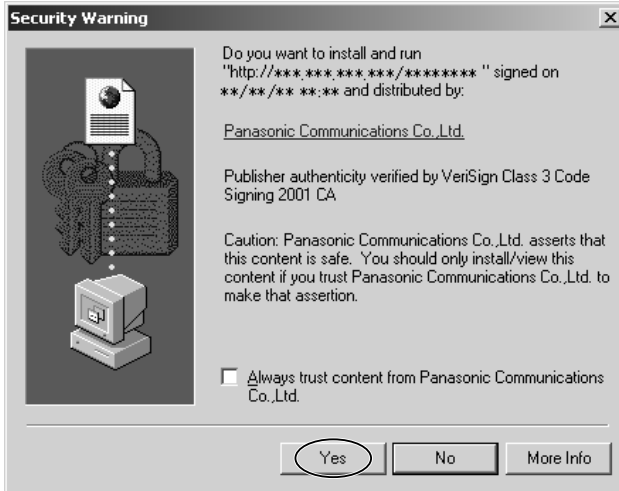 Security Warning
Do you want to install and run
"http://***.***.***.***/******** " signed on
**/**/** **:** and distributed by:
Panasonic Communications Co.,Ltd.
Publisher authenticity verified by VeriSign Class 3 Code
Signing 2001 CA
Caution: Panasonic Communications Co.,Ltd. asserts that
this content is safe.  You should only install/view this
content if you trust Panasonic Communications Co.,Ltd. to
make that assertion.
Always trust content from Panasonic Communications
Co.,Ltd.
Yes No More Info